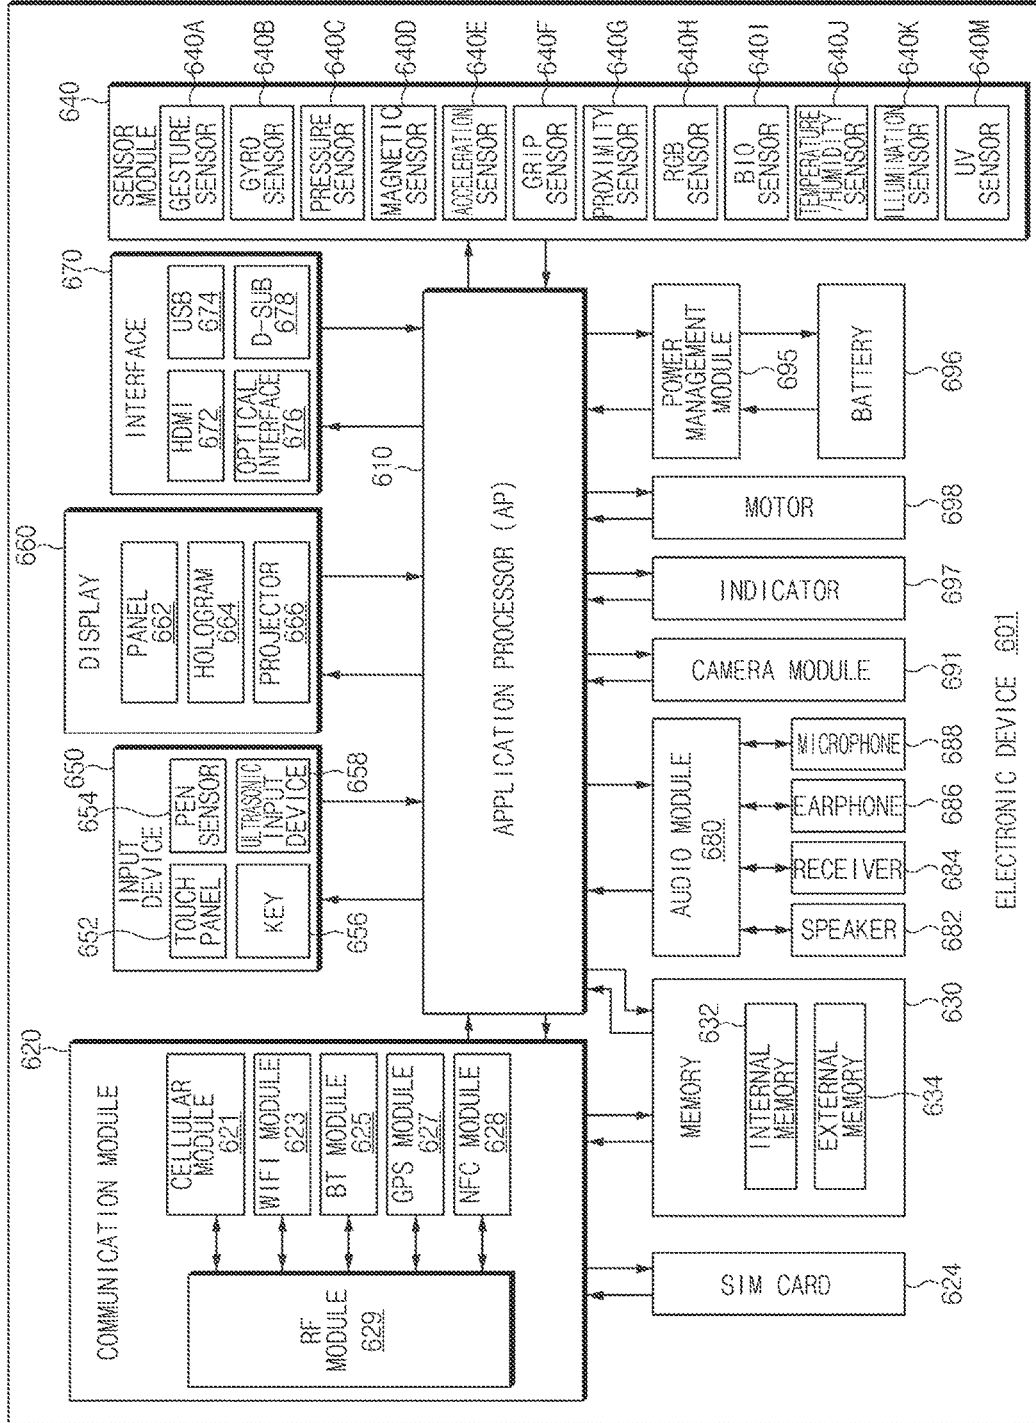 COMMUNICATION MODULE
620
RF
MODULE
629
CELLULAR
MODULE
621
WIFI MODULE
623
BT MODULE
625
GPS MODULE
627
NFC MODULE
628
INPUT
DEVICE
650
652
654
TOUCH
PANEL
PEN
SENSOR
KEY
ULTRASONIC
INPUT
DEVICE
656
658
DISPLAY
660
PANEL
662
HOLOGRAM
664
PROJECTOR
666
INTERFACE
670
HDMI
672
USB
674
OPTICAL
INTERFACE
676
D-SUB
678
SENSOR
MODULE
640
GESTURE
SENSOR
640A
GYRO
SENSOR
640B
PRESSURE
SENSOR
640C
MAGNETIC
SENSOR
640D
ACCELERATION
SENSOR
640E
GRIP
SENSOR
640F
PROXIMITY
SENSOR
640G
RGB
SENSOR
640H
BIO
SENSOR
640I
TEMPERATURE
/HUMIDITY
SENSOR
640J
ILLUMINATION
SENSOR
640K
UV
SENSOR
640M
APPLICATION PROCESSOR (AP)
610
SIM CARD
624
MEMORY
632
INTERNAL
MEMORY
EXTERNAL
MEMORY
634
630
AUDIO MODULE
680
SPEAKER
682
RECEIVER
684
EARPHONE
686
MICROPHONE
688
CAMERA MODULE
691
INDICATOR
697
MOTOR
698
POWER
MANAGEMENT
MODULE
695
BATTERY
696
ELECTRONIC DEVICE 601